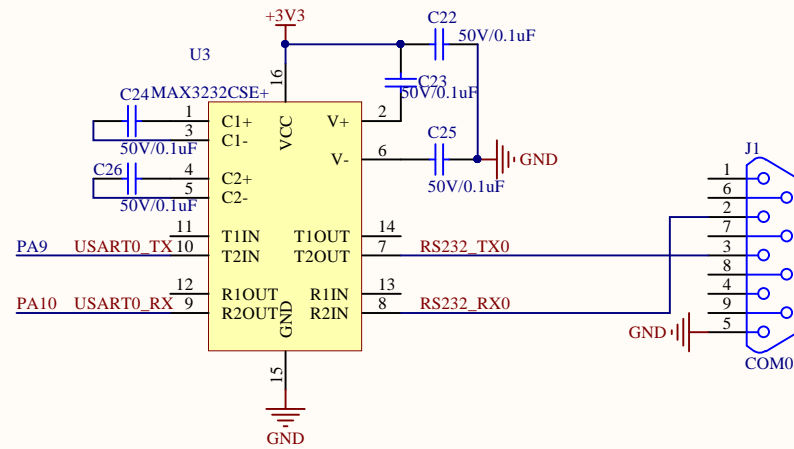 +3V3
C22
50V/0.1uF
U3
16
C23
50V/0.1uF
C24
MAX3232CSE+
1
C1+
VCC
V+
2
3
C1-
50V/0.1uF
C25
V-
6
GND
50V/0.1uF
C26
4
C2+
5
C2-
50V/0.1uF
J1
1
6
2
7
3
8
4
9
5
11
T1IN
T1OUT
14
PA9
USART0_TX
10
T2IN
T2OUT
7
RS232_TX0
12
R1OUT
R1IN
13
PA10
USART0_RX
9
R2OUT
GND
R2IN
8
RS232_RX0
GND
COM0
15
GND